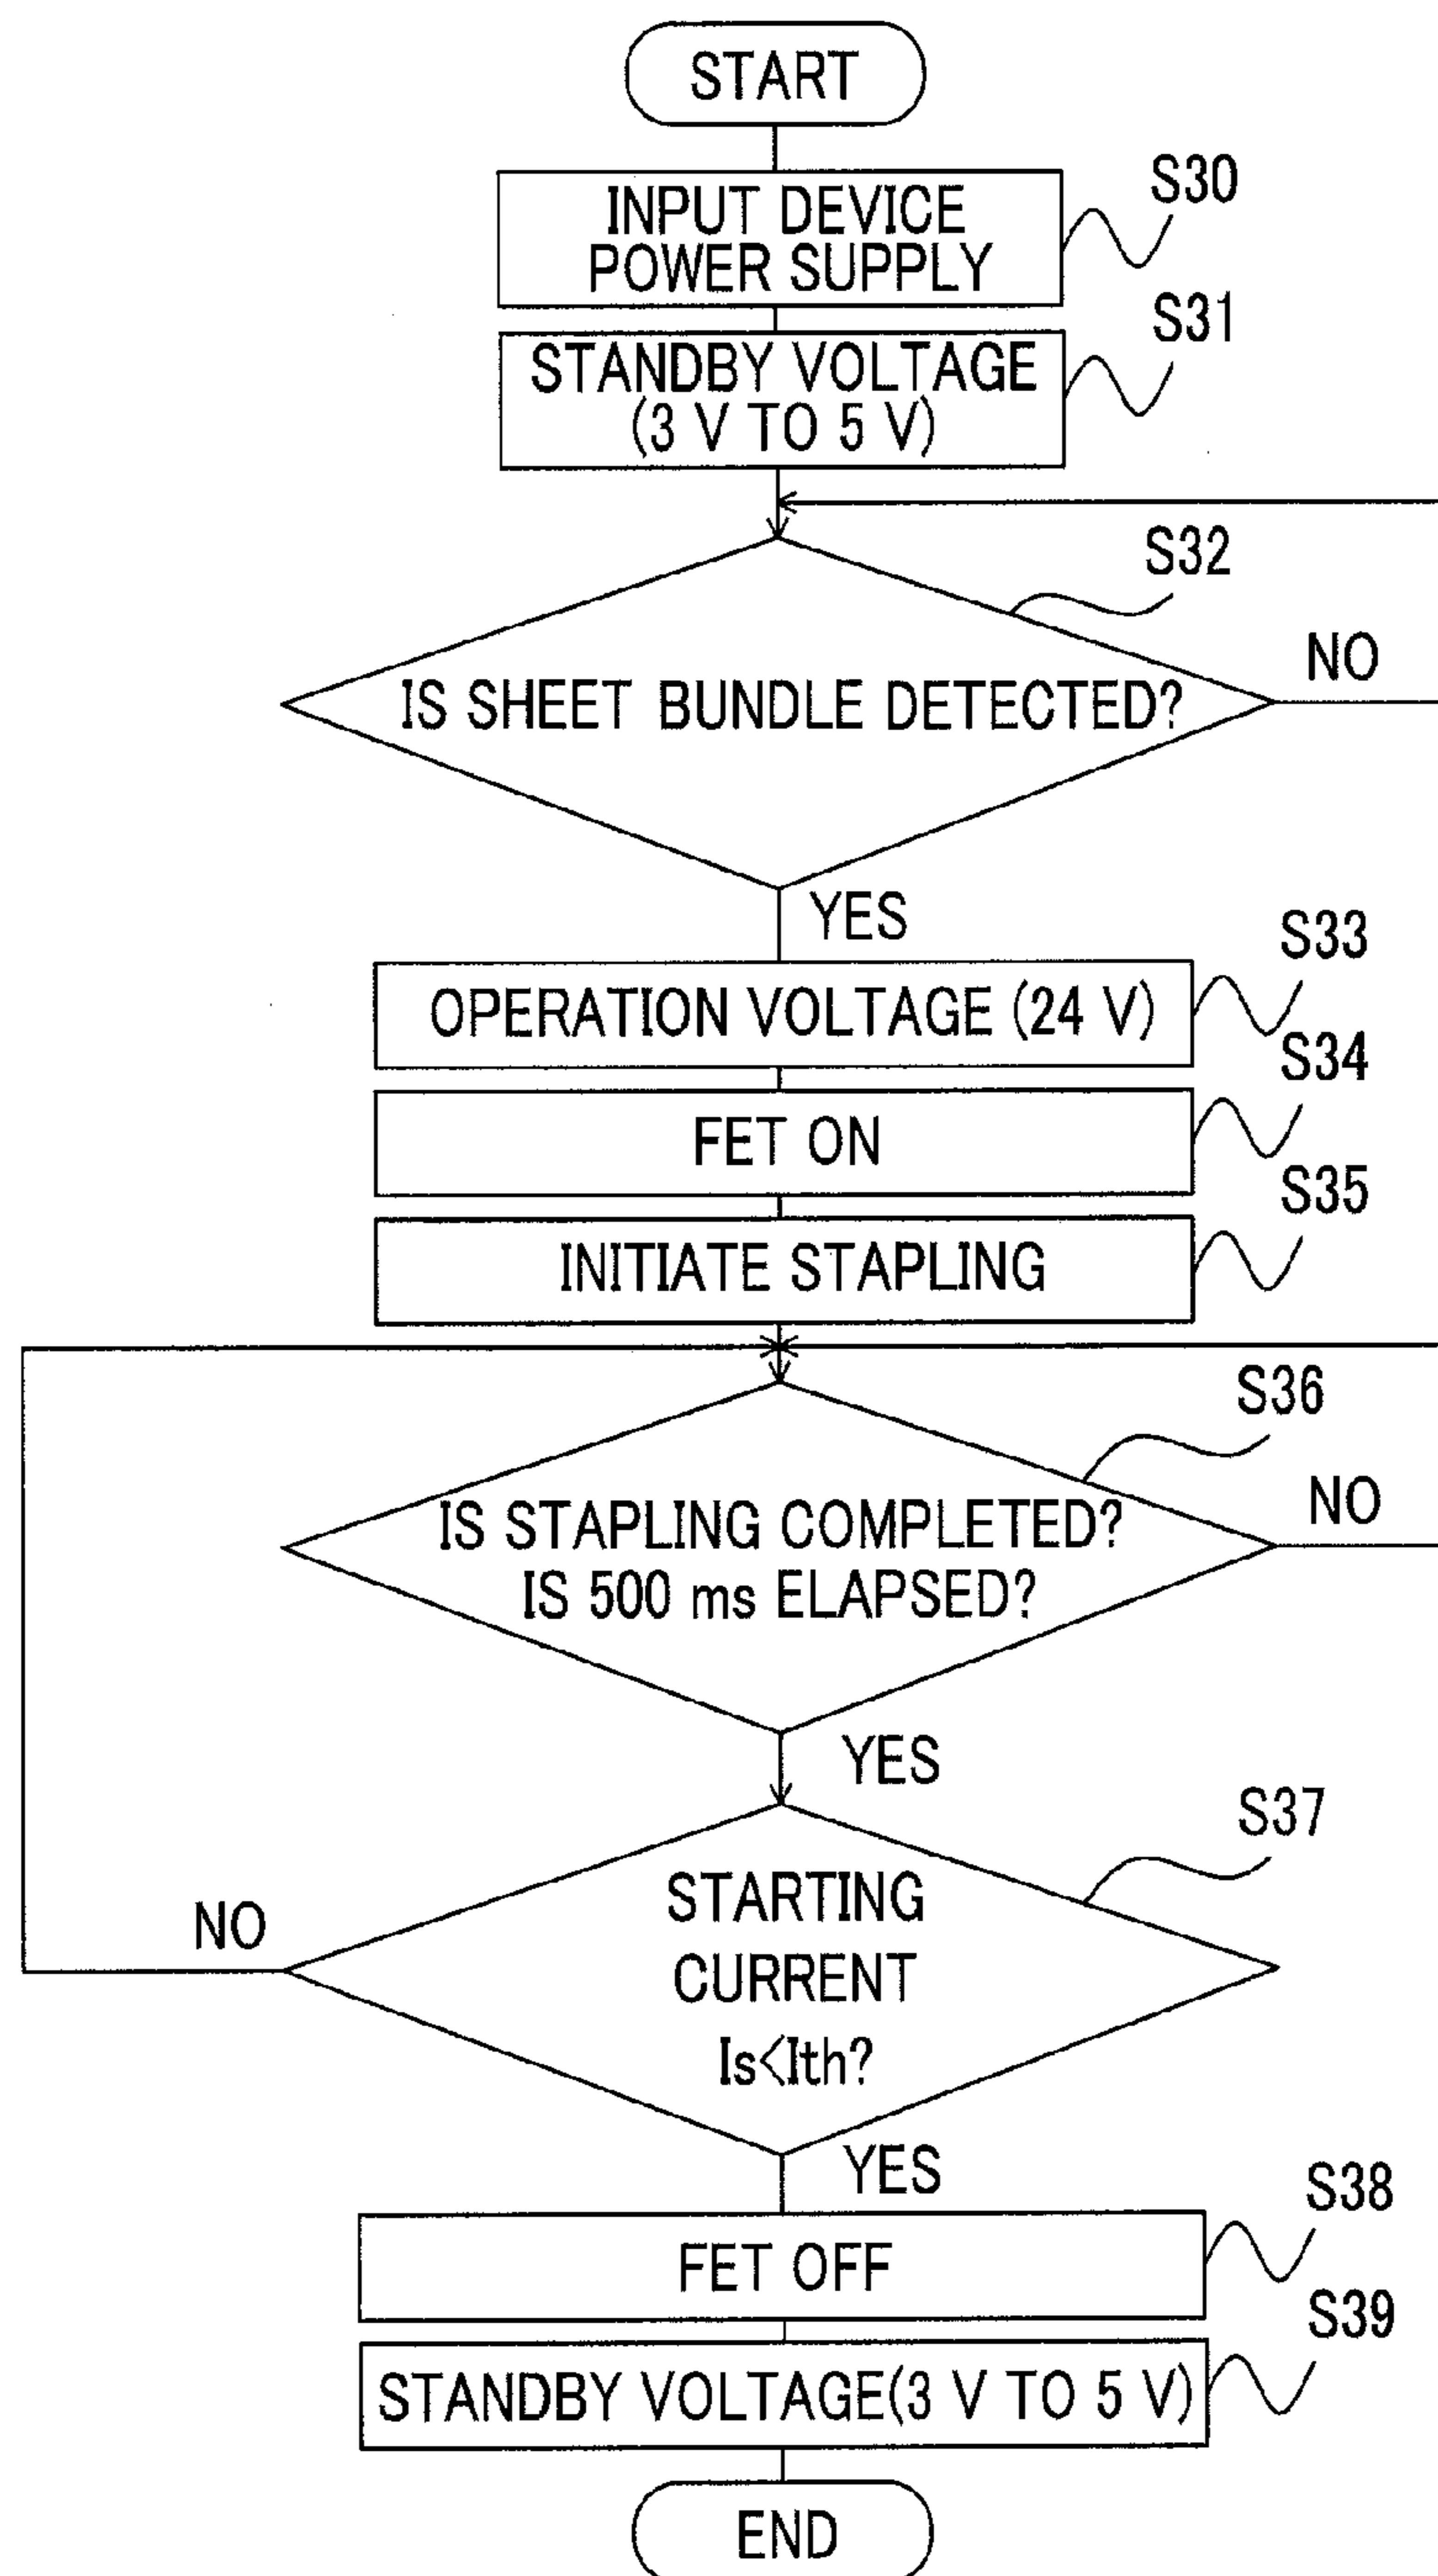 START
INPUT DEVICE
POWER SUPPLY
S30
STANDBY VOLTAGE
(3 V TO 5 V)
S31
IS SHEET BUNDLE DETECTED?
S32
NO
YES
OPERATION VOLTAGE (24 V)
S33
FET ON
S34
INITIATE STAPLING
S35
IS STAPLING COMPLETED?
IS 500 ms ELAPSED?
S36
NO
YES
STARTING
CURRENT
Is<Ith?
S37
NO
YES
FET OFF
S38
STANDBY VOLTAGE(3 V TO 5 V)
S39
END